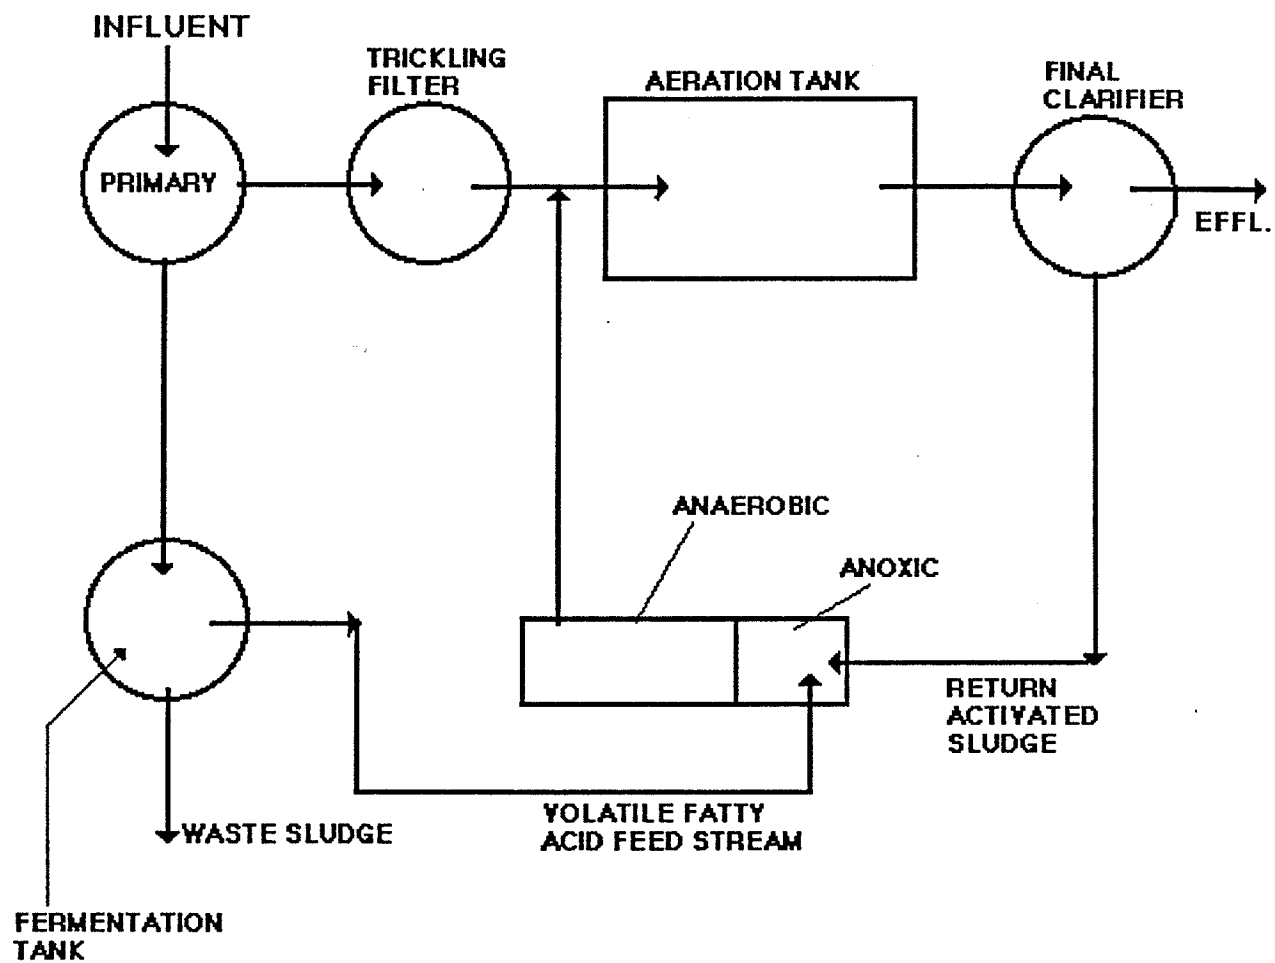 INFLUENT
TRICKLING
FILTER
AERATION TANK
FINAL
CLARIFIER
PRIMARY
EFFL.
ANAEROBIC
ANOXIC
RETURN
ACTIVATED
SLUDGE
VOLATILE FATTY
ACID FEED STREAM
WASTE SLUDGE
FERMENTATION
TANK